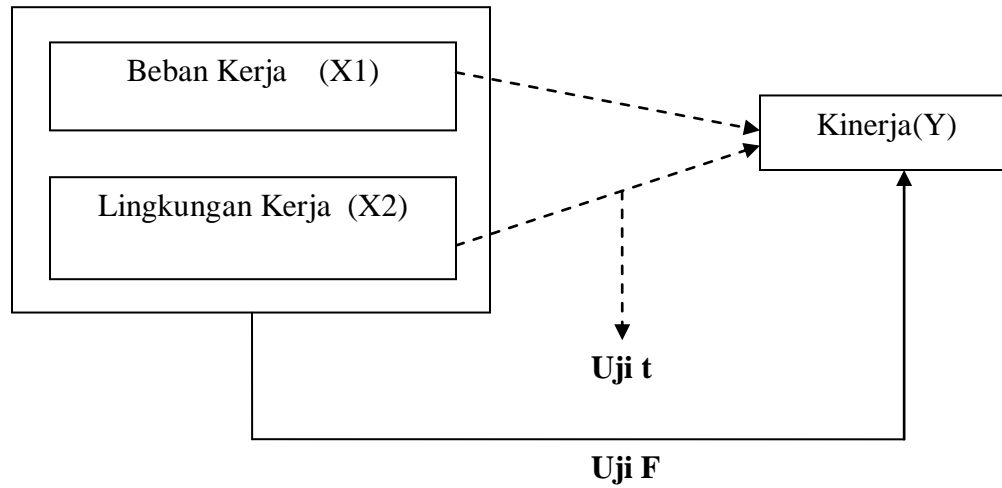 Beban Kerja (X1)
Kinerja(Y)
Lingkungan Kerja (X2)
Uji t
Uji F